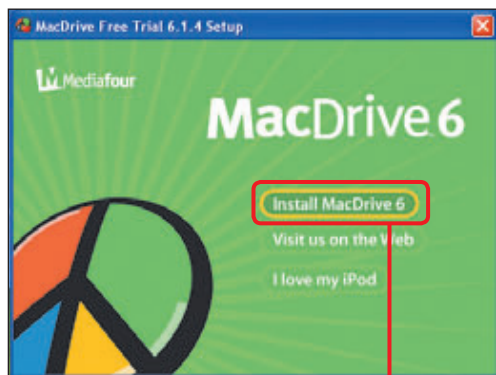 MacDrive Free Trial 6.1.4 Setup
Mediafour
MacDrive 6
Install MacDrive 6
Visit us on the Web
I love my iPod